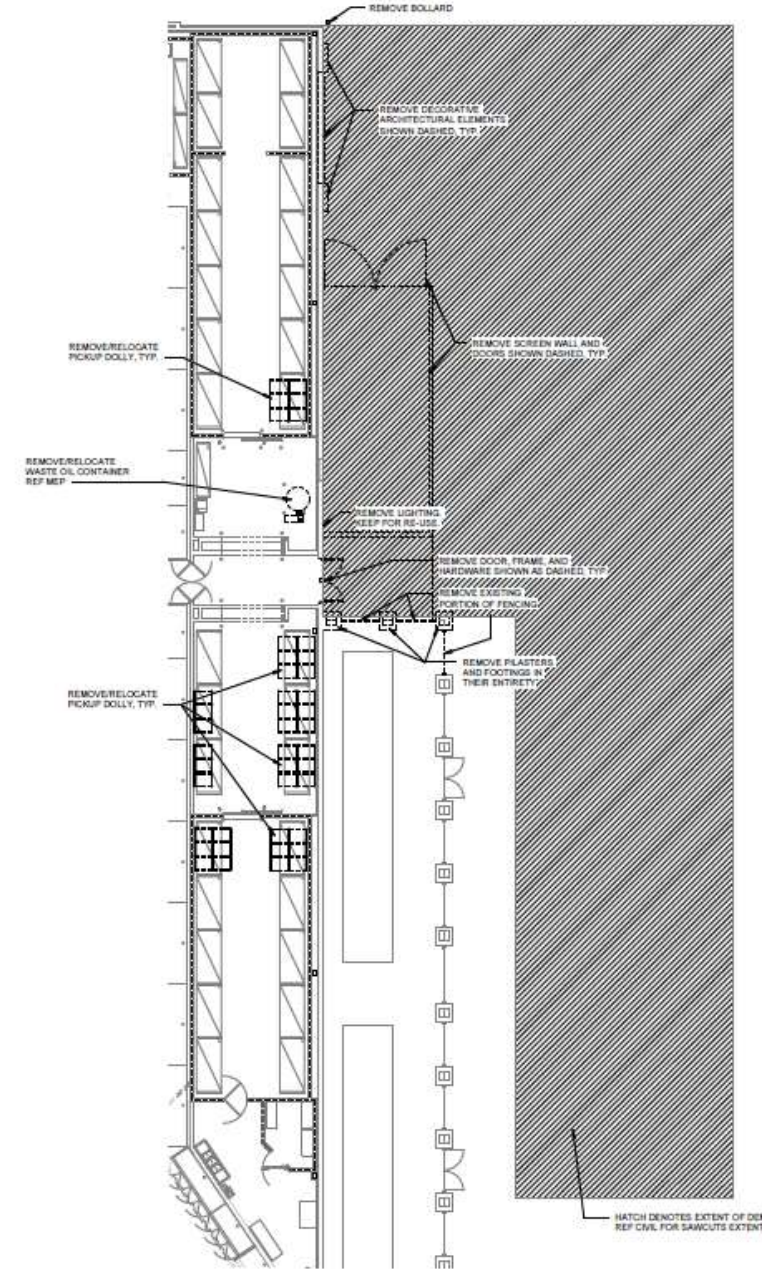 REMOVE BOLLARD
REMOVE DECORATIVE
ARCHITECTURAL ELEMENTS
SHOWN DASHED, TYP.
REMOVE/RELOCATE
PICKUP DOLLY, TYP.
REMOVE SCREEN WALL AND
DOORS SHOWN DASHED, TYP.
REMOVE/RELOCATE
WASTE OIL CONTAINER
REF MEP
REMOVE LIGHTING,
KEEP FOR RE-USE.
REMOVE DOOR, FRAME, AND
HARDWARE SHOWN AS DASHED, TYP
REMOVE EXISTING
PORTION OF FENCING
REMOVE PILASTERS
AND FOOTINGS IN
THEIR ENTIRETY
REMOVE/RELOCATE
PICKUP DOLLY, TYP.
HATCH DENOTES EXTENT OF
REF CIVIL FOR SAWCUTS EXTENT